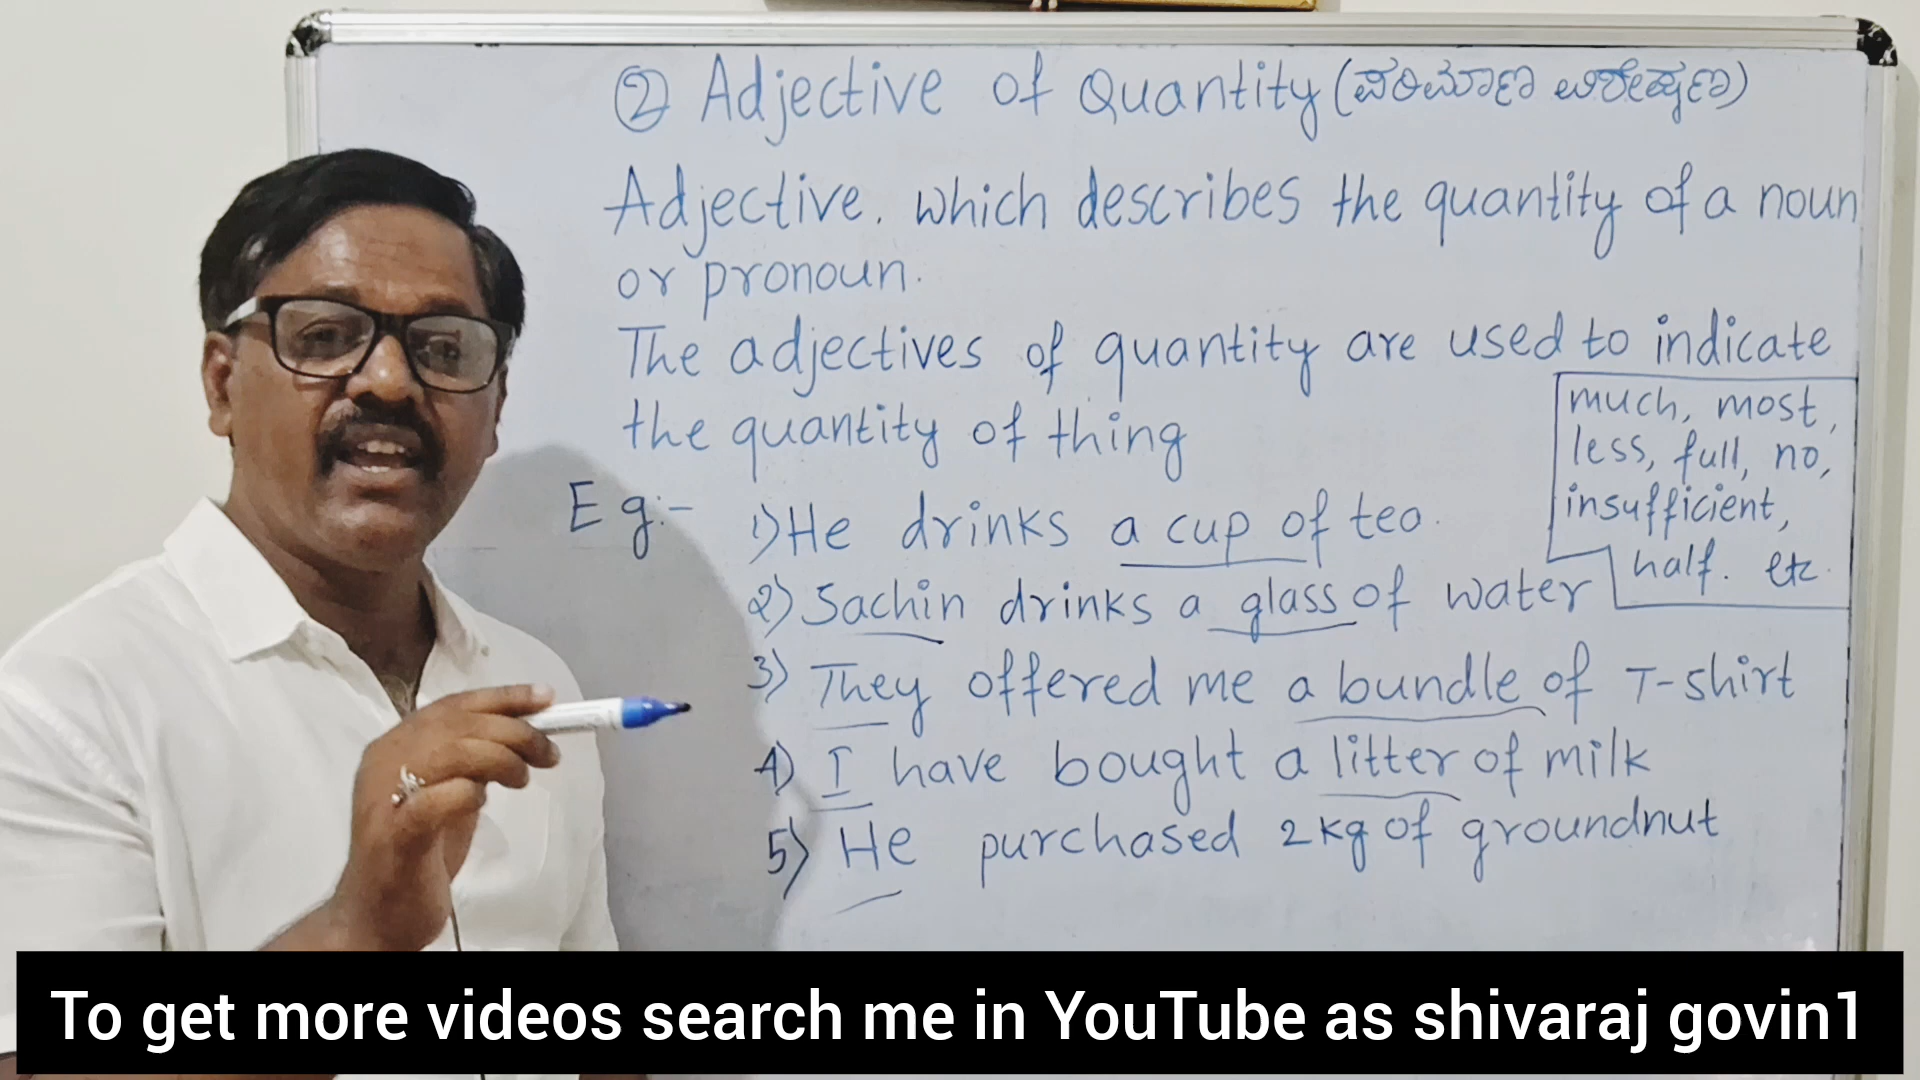 ② Adjective of Quantity (ಪರಿಮಾಣ ವಿಶೇಷಣ)
Adjective. which describes the quantity of a noun
or pronoun.
The adjectives of quantity are used to indicate
the quantity of thing
much, most,
less, full, no,
insufficient,
half. etc.
Eg:- 1) He drinks a cup of tea.
2) Sachin drinks a glass of water
3) They offered me a bundle of T-shirt
4) I have bought a litter of milk
5) He purchased 2kg of groundnut
To get more videos search me in YouTube as shivaraj govin1